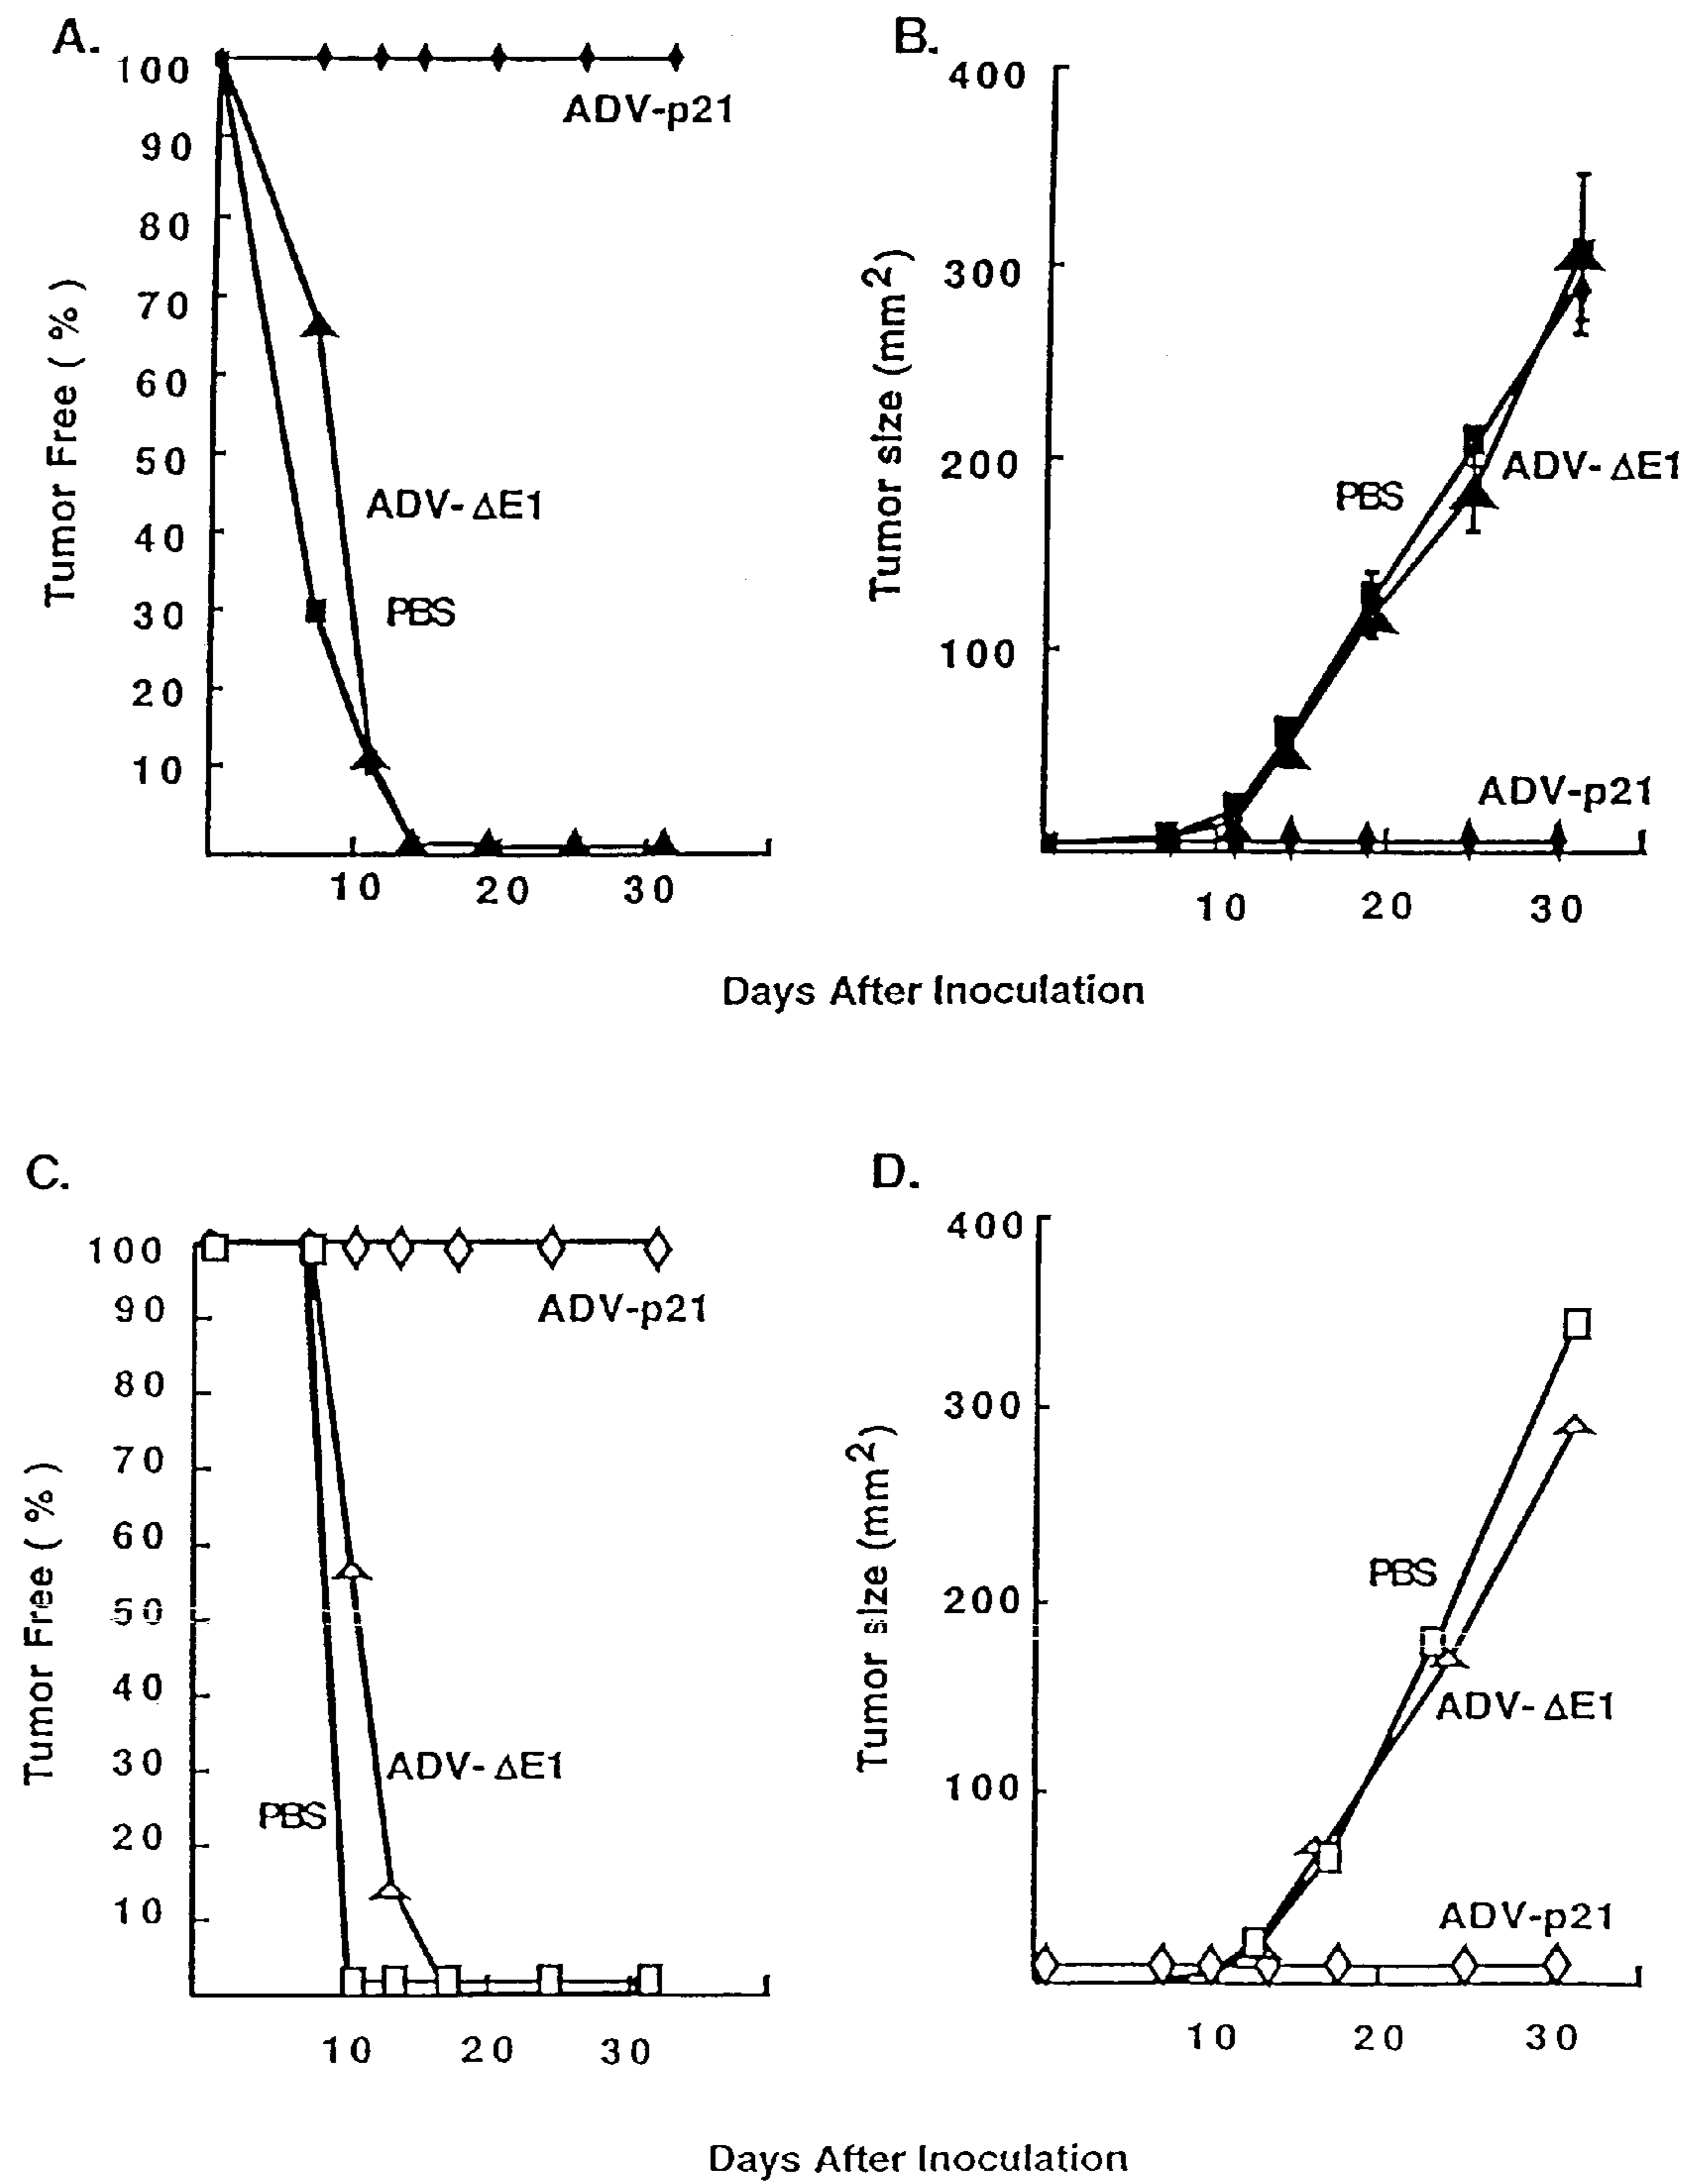 A.
100
90
80
70
60
50
40
30
20
10
Tumor Free ( % )
ADV-p21
ADV-ΔE1
PBS
10 20 30
B.
400
300
200
100
Tumor size (mm²)
PBS
ADV-ΔE1
ADV-p21
10 20 30
Days After Inoculation
C.
100
90
80
70
60
50
40
30
20
10
Tumor Free ( % )
ADV-p21
ADV-ΔE1
PBS
10 20 30
D.
400
300
200
100
Tumor size (mm²)
PBS
ADV-ΔE1
ADV-p21
10 20 30
Days After Inoculation